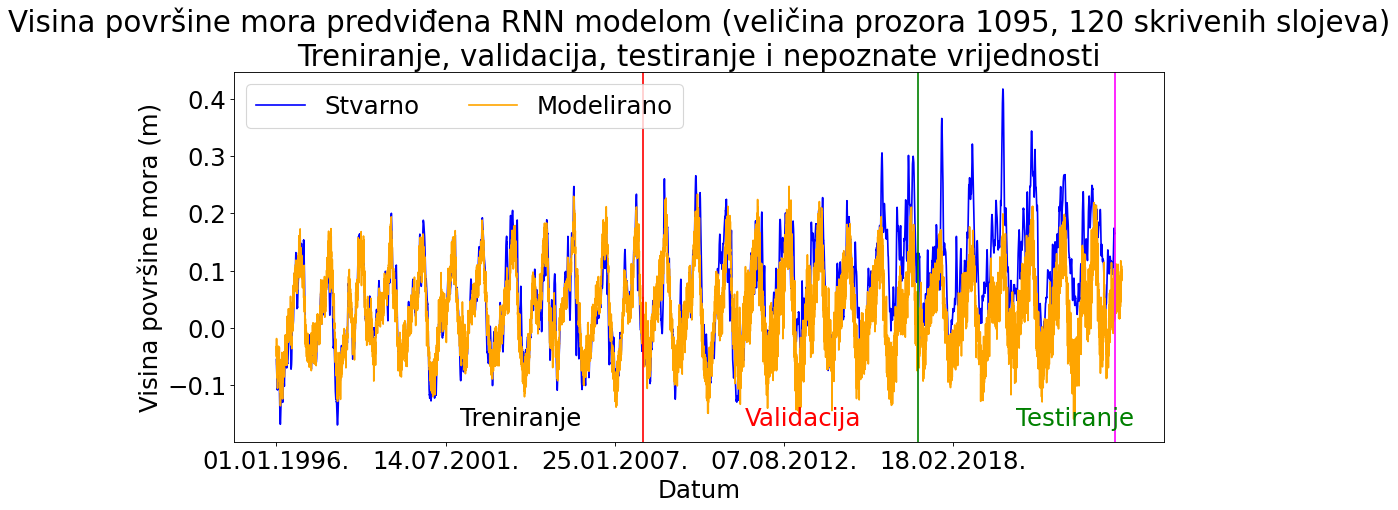 Visina površine mora predviđena RNN modelom (veličina prozora 1095, 120 skrivenih slojeva)
Treniranje, validacija, testiranje i nepoznate vrijednosti
Stvarno Modelirano
Visina površine mora (m)
0.4
0.3
0.2
0.1
0.0
−0.1
Treniranje Validacija Testiranje
01.01.1996. 14.07.2001. 25.01.2007. 07.08.2012. 18.02.2018.
Datum